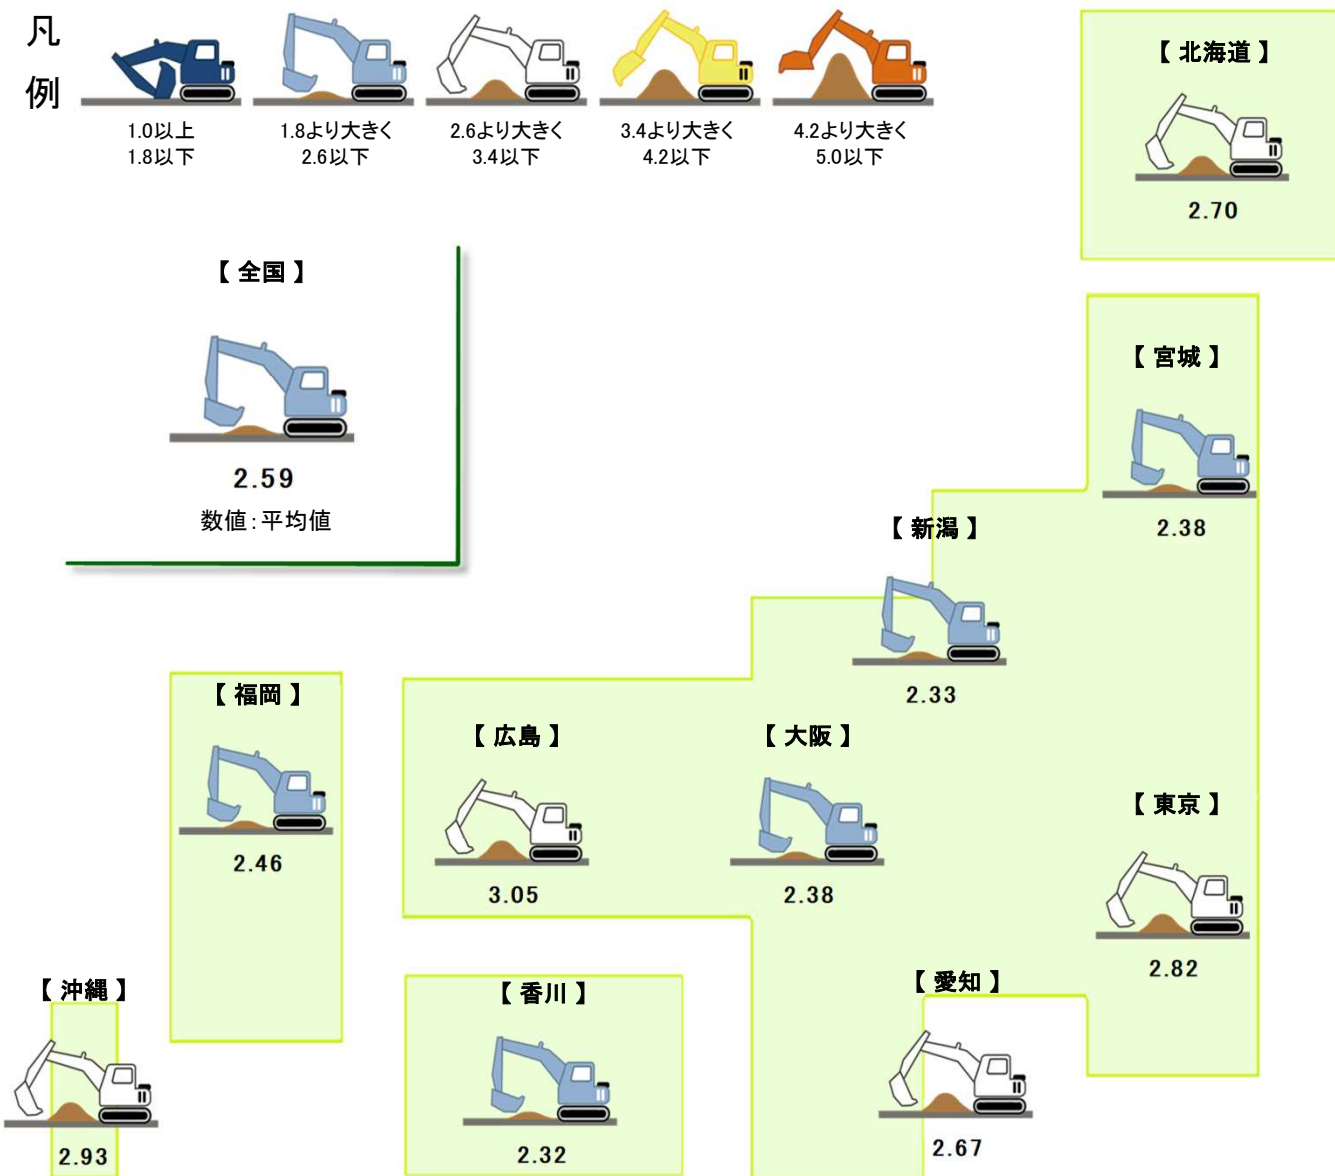 凡
例
1.0以上
1.8以下
1.8より大きく
2.6以下
2.6より大きく
3.4以下
3.4より大きく
4.2以下
4.2より大きく
5.0以下
【 北海道 】
2.70
【 全国 】
2.59
数値：平均値
【 宮城 】
2.38
【 新潟 】
2.33
【 福岡 】
2.46
【 広島 】
3.05
【 大阪 】
2.38
【 東京 】
2.82
【 沖縄 】
2.93
【 香川 】
2.32
【 愛知 】
2.67